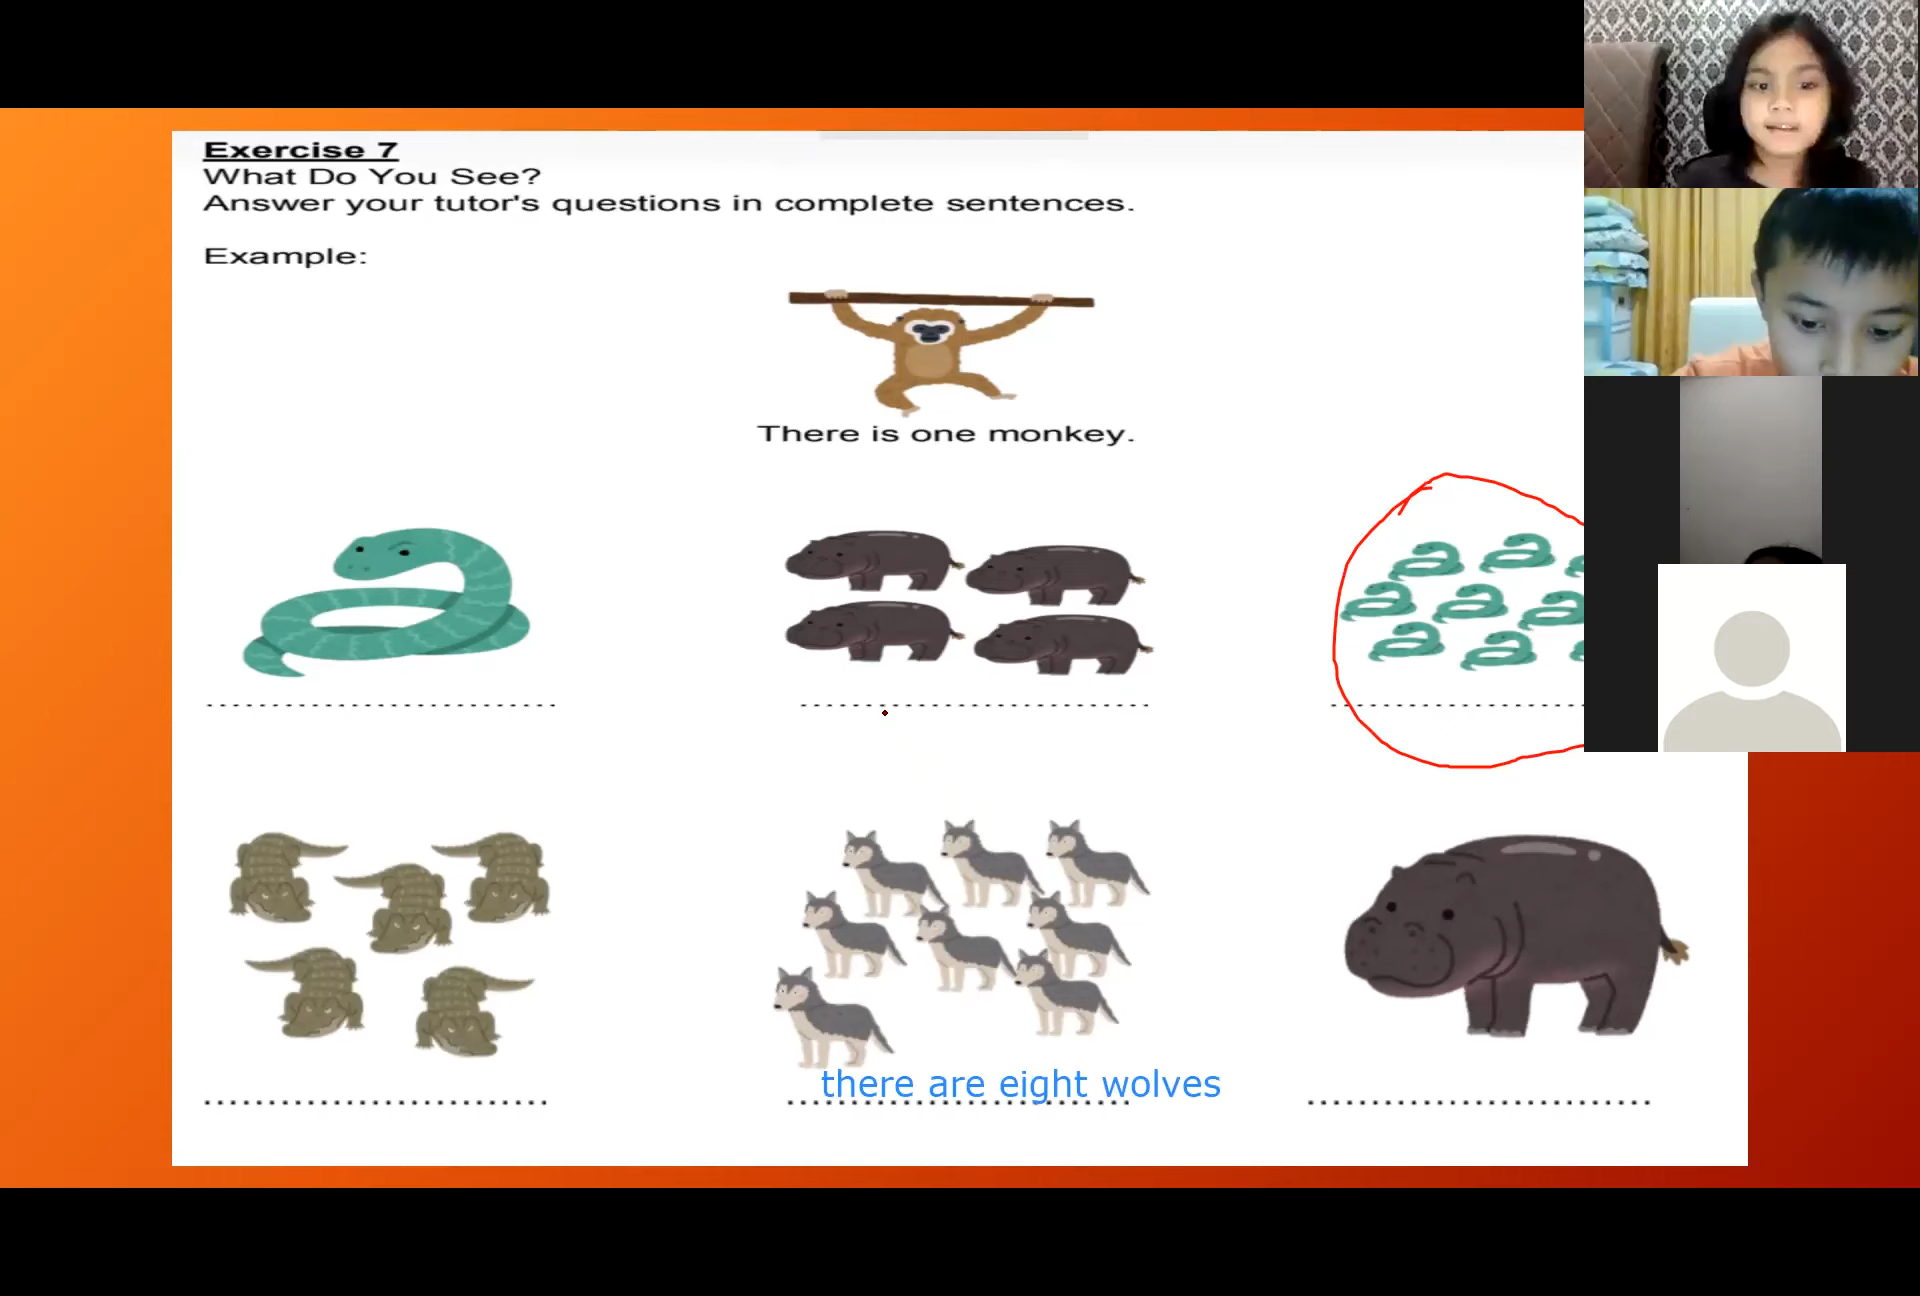 Exercise 7
What Do You See?
Answer your tutor's questions in complete sentences.
Example:
There is one monkey.
there are eight wolves